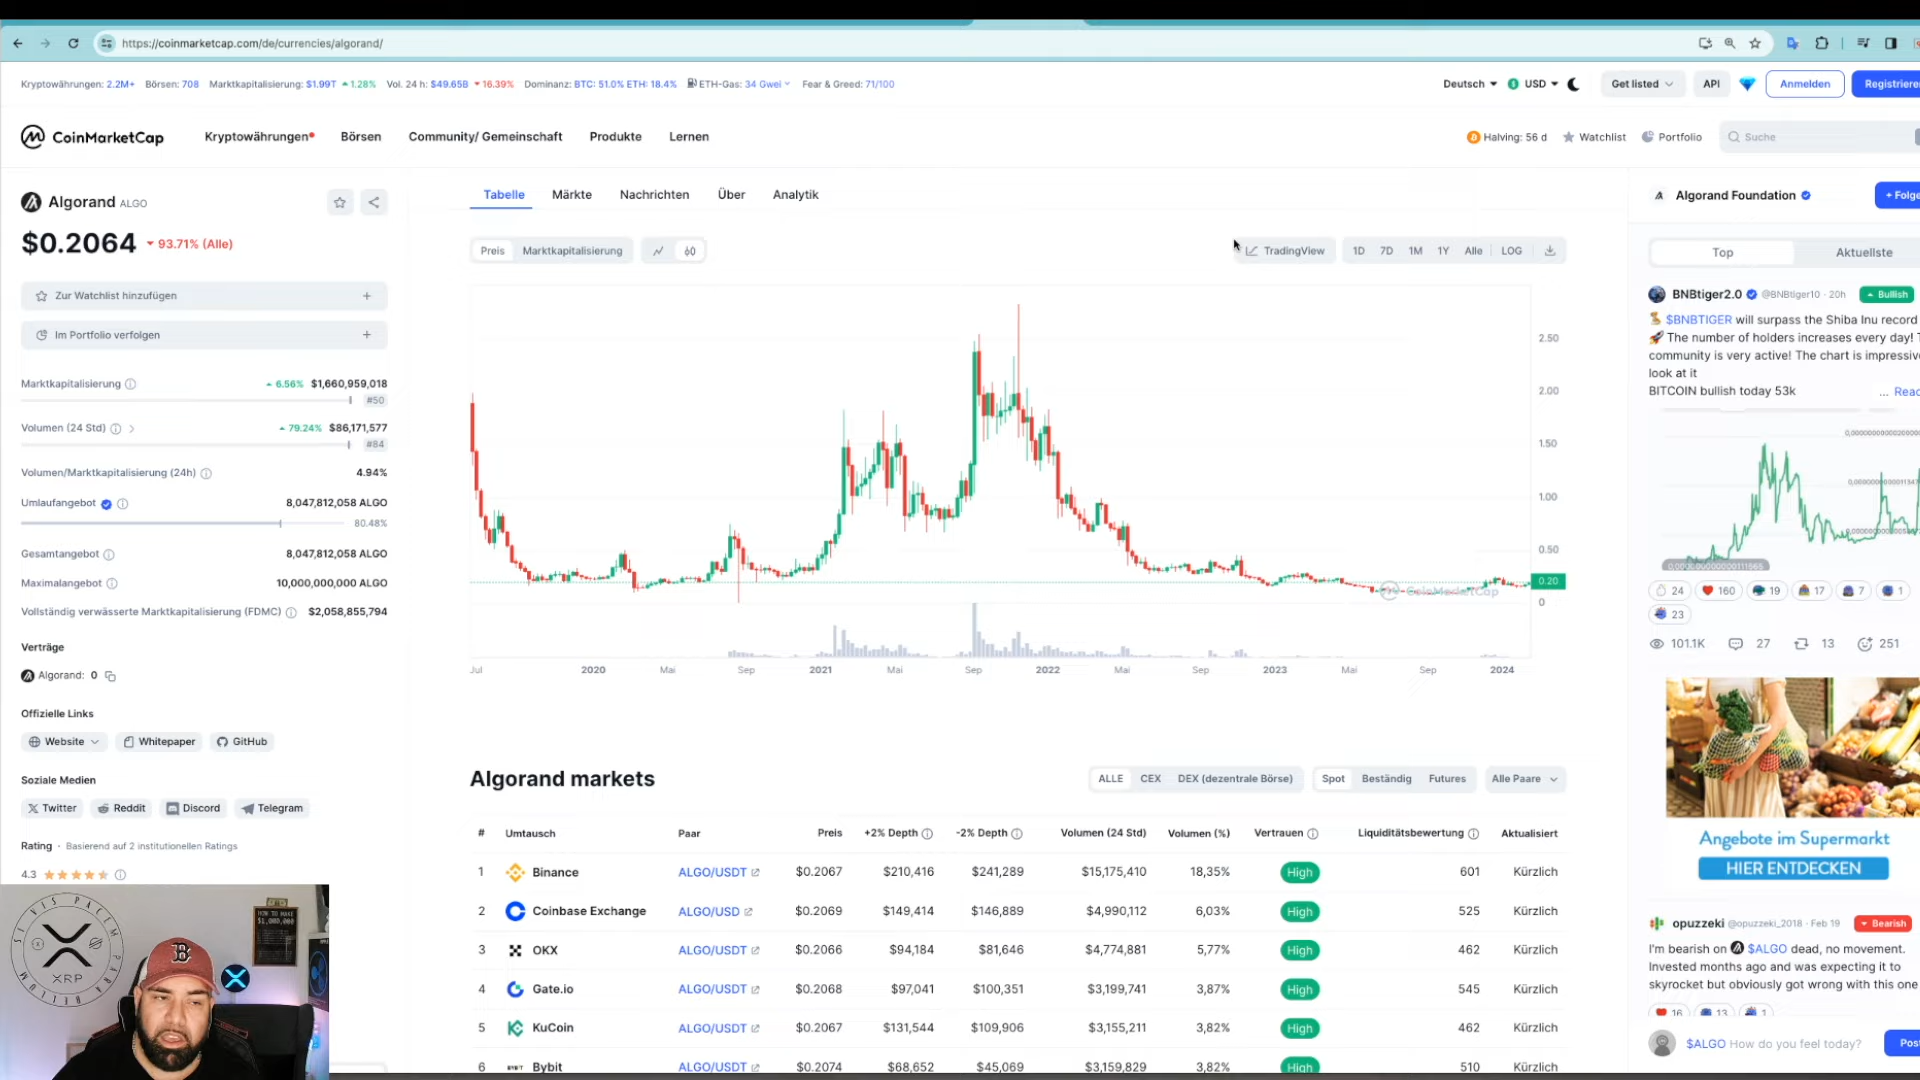 https://coinmarketcap.com/de/currencies/algorand/
Kryptowährungen: 2.2M+ Börsen: 708 Marktkapitalisierung: $1.99T 1.28% Vol. 24 h: $49.65B 16.39% Dominanz: BTC: 51.0% ETH: 18.4% ETH-Gas: 34 Gwei Fear & Greed: 71/100
Deutsch USD Get listed API Anmelden Registriere
CoinMarketCap Kryptowährungen Börsen Community/ Gemeinschaft Produkte Lernen
Halving: 56 d Watchlist Portfolio Suche
Algorand ALGO
$0.2064 93.71% (Alle)
Zur Watchlist hinzufügen +
Im Portfolio verfolgen +
Marktkapitalisierung 6.56% $1,660,959,018
#50
Volumen (24 Std) 79.24% $86,171,577
#84
Volumen/Marktkapitalisierung (24h) 4.94%
Umlaufangebot 8,047,812,058 ALGO
80.48%
Gesamtangebot 8,047,812,058 ALGO
Maximalangebot 10,000,000,000 ALGO
Vollständig verwässerte Marktkapitalisierung (FDMC) $2,058,855,794
Verträge
Algorand: 0
Offizielle Links
Website Whitepaper GitHub
Soziale Medien
Twitter Reddit Discord Telegram
Rating · Basierend auf 2 institutionellen Ratings
4.3
SI VIS PACEM PARA BELLUM
XRP
HOW TO MAKE
$1,000,000
B
Tabelle Märkte Nachrichten Über Analytik
Preis Marktkapitalisierung
TradingView 1D 7D 1M 1Y Alle LOG
2.50
2.00
1.50
1.00
0.50
0.20
0
CoinMarketCap
Jul 2020 Mai Sep 2021 Mai Sep 2022 Mai Sep 2023 Mai Sep 2024
Algorand markets
ALLE CEX DEX (dezentrale Börse) Spot Beständig Futures Alle Paare
# Umtausch Paar Preis +2% Depth -2% Depth Volumen (24 Std) Volumen (%) Vertrauen Liquiditätsbewertung Aktualisiert
1 Binance ALGO/USDT $0.2067 $210,416 $241,289 $15,175,410 18,35% High 601 Kürzlich
2 Coinbase Exchange ALGO/USD $0.2069 $149,414 $146,889 $4,990,112 6,03% High 525 Kürzlich
3 OKX ALGO/USDT $0.2066 $94,184 $81,646 $4,774,881 5,77% High 462 Kürzlich
4 Gate.io ALGO/USDT $0.2068 $97,041 $100,351 $3,199,741 3,87% High 545 Kürzlich
5 KuCoin ALGO/USDT $0.2067 $131,544 $109,906 $3,155,211 3,82% High 462 Kürzlich
6 Bybit ALGO/USDT $0.2074 $68,652 $45,069 $3,159,829 3,82% High 510 Kürzlich
Algorand Foundation + Folge
Top Aktuellste
BNBtiger2.0 @BNBtiger10 · 20h Bullish
$BNBTIGER will surpass the Shiba Inu record
The number of holders increases every day!
community is very active! The chart is impressive
look at it
BITCOIN bullish today 53k ... Read
24 160 19 17 7 1
23
101.1K 27 13 251
Angebote im Supermarkt
HIER ENTDECKEN
opuzzeki @opuzzeki_2018 · Feb 19 Bearish
I'm bearish on $ALGO dead, no movement.
Invested months ago and was expecting it to
skyrocket but obviously got wrong with this one
16 13 1
$ALGO How do you feel today? Post